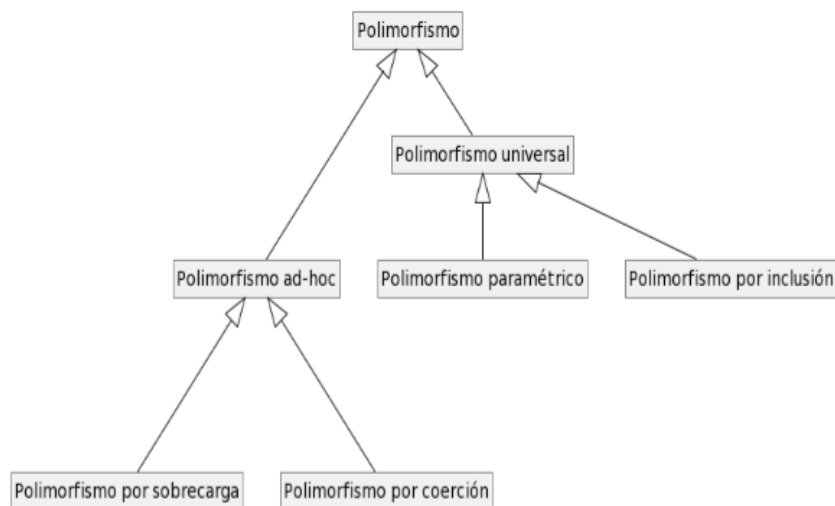 Polimorfismo
Polimorfismo universal
Polimorfismo ad-hoc
Polimorfismo paramétrico
Polimorfismo por inclusión
Polimorfismo por sobrecarga
Polimorfismo por coerción